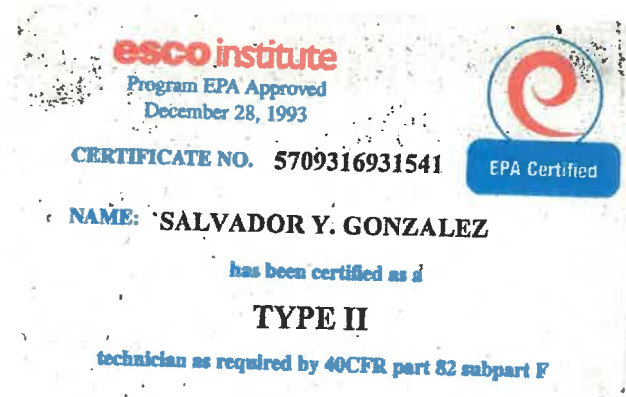 esco institute
Program EPA Approved
December 28, 1993
CERTIFICATE NO. 5709316931541
EPA Certified
NAME: SALVADOR Y. GONZALEZ
has been certified as a
TYPE II
technician as required by 40CFR part 82 subpart F